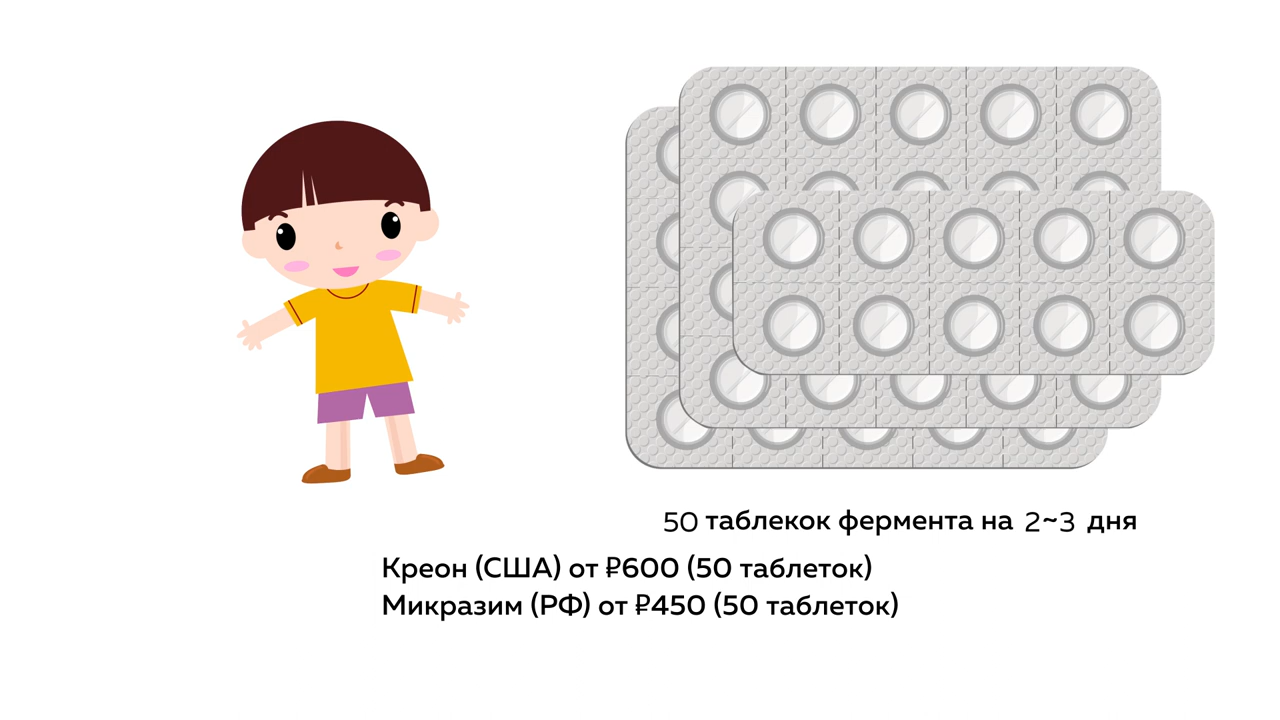 50 таблекок фермента на 2~3 дня
Креон (США) от ₽600 (50 таблеток)
Микразим (РФ) от ₽450 (50 таблеток)